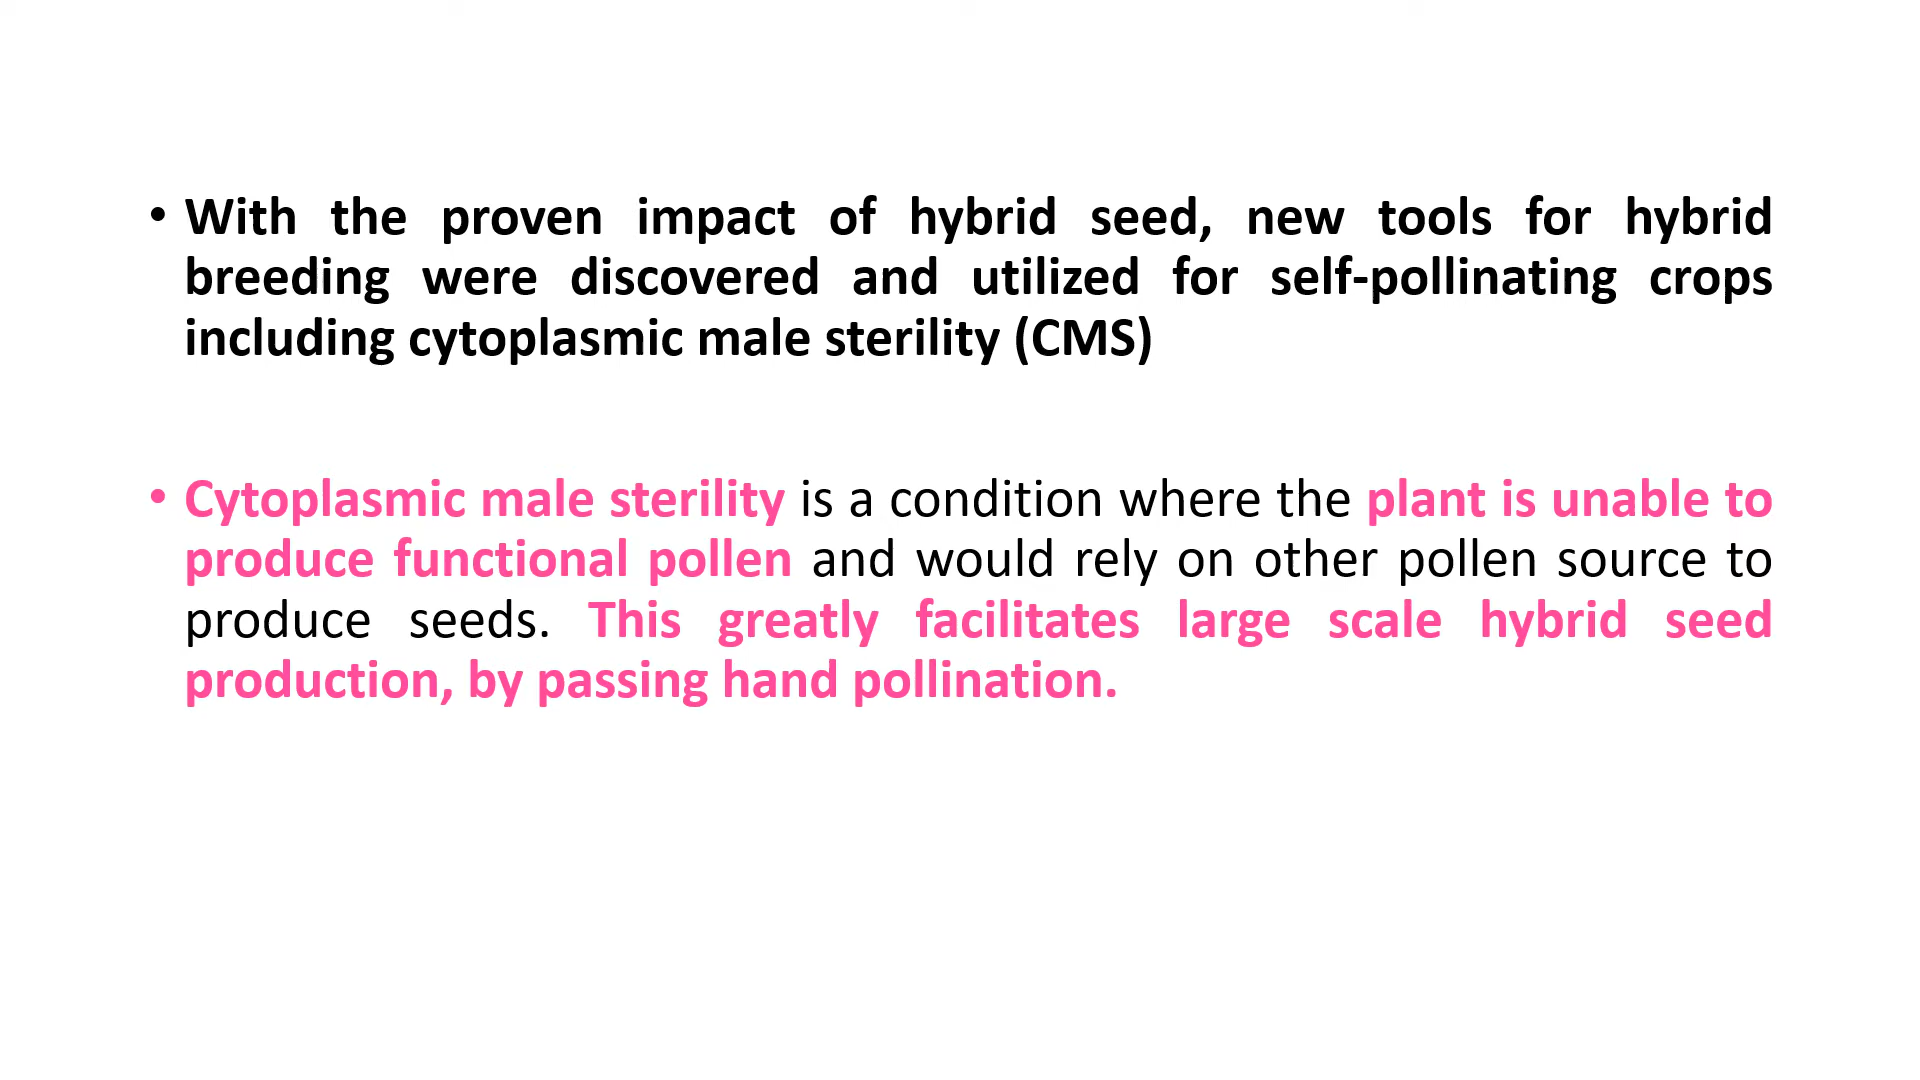 • With the proven impact of hybrid seed, new tools for hybrid
breeding were discovered and utilized for self-pollinating crops
including cytoplasmic male sterility (CMS)
• Cytoplasmic male sterility is a condition where the plant is unable to
produce functional pollen and would rely on other pollen source to
produce seeds. This greatly facilitates large scale hybrid seed
production, by passing hand pollination.